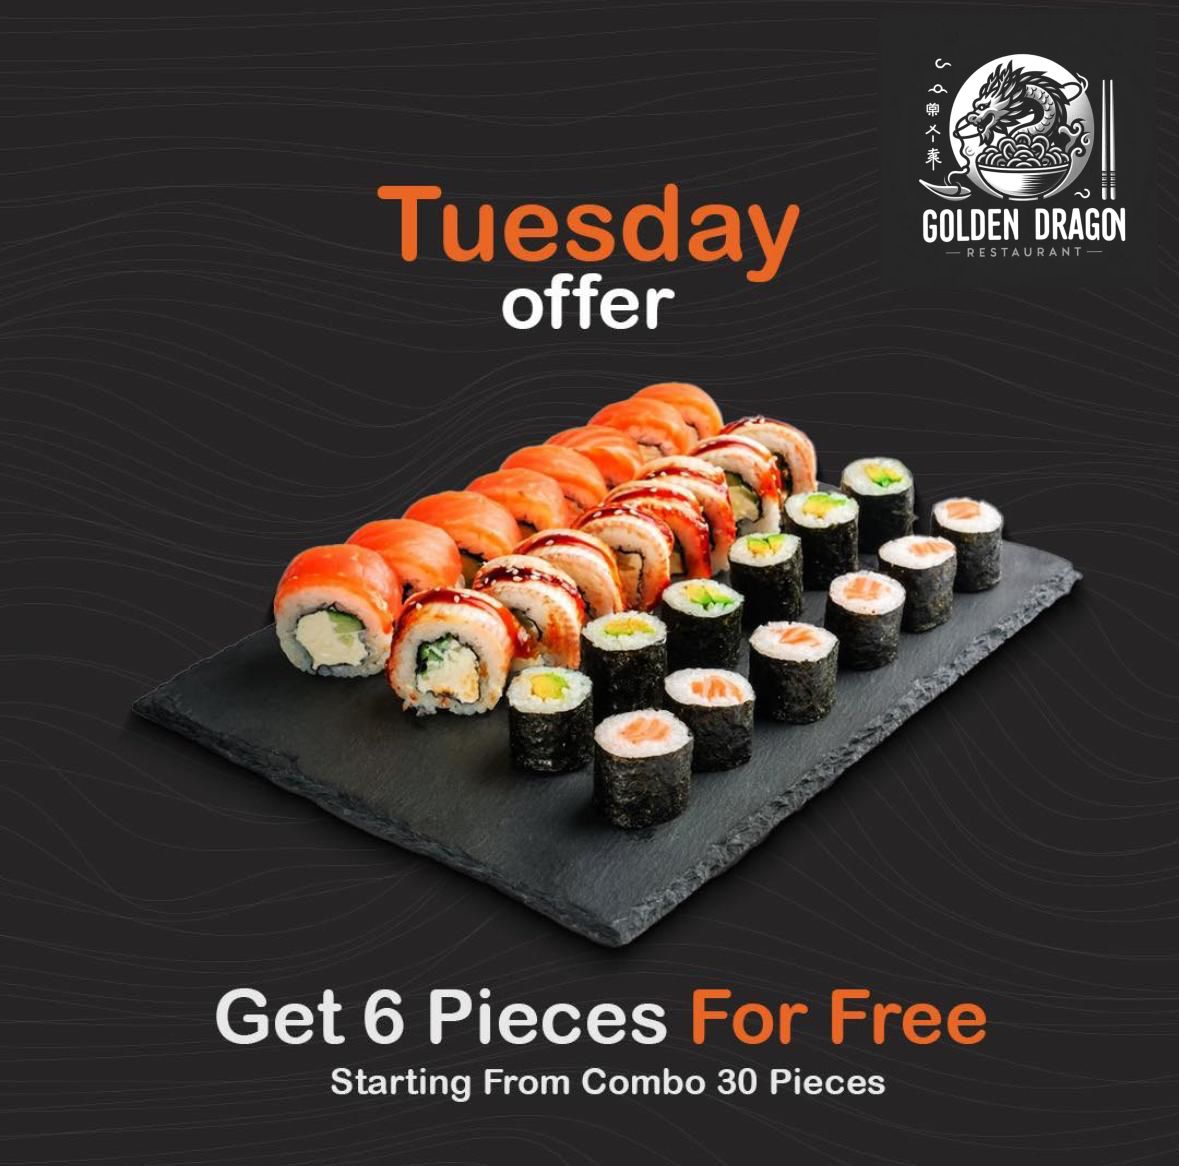 GOLDEN DRAGON
RESTAURANT
Tuesday
offer
Get 6 Pieces For Free
Starting From Combo 30 Pieces